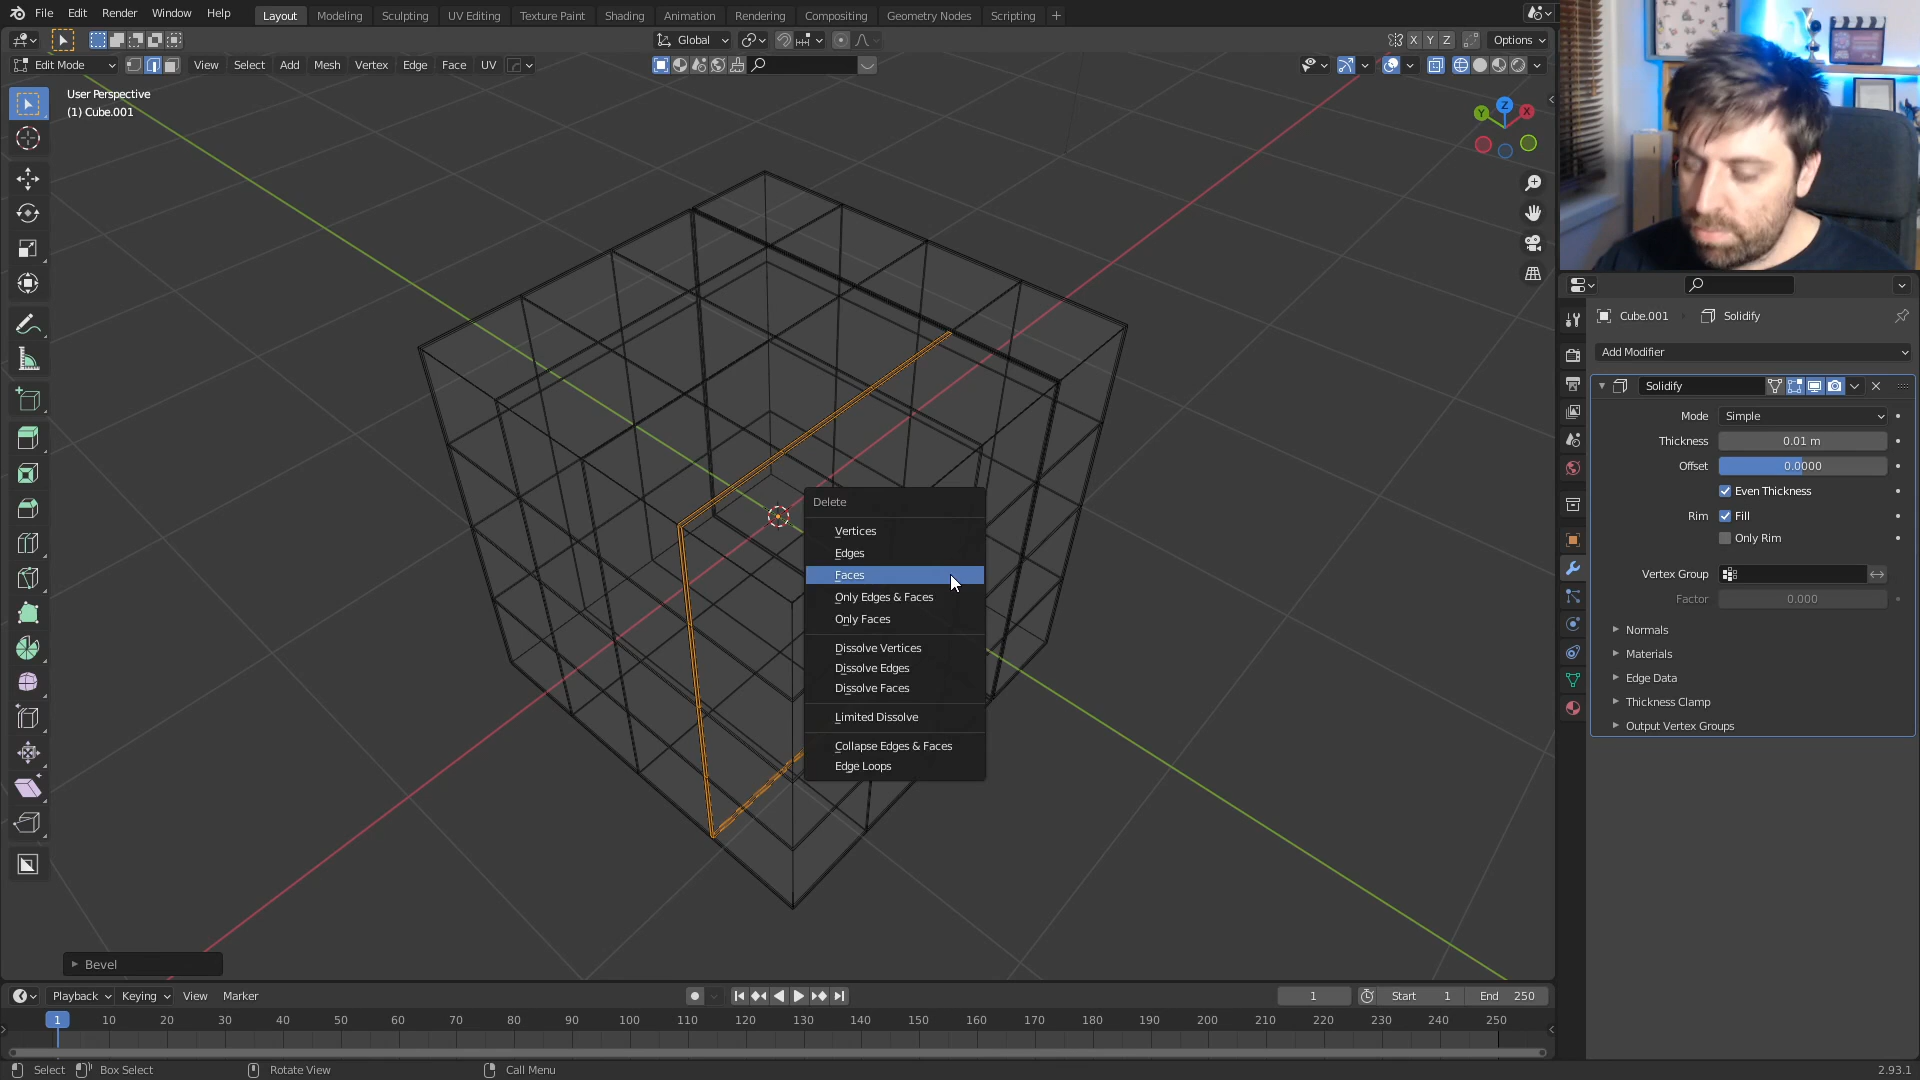 File Edit Render Window Help Layout Modeling Sculpting UV Editing Texture Paint Shading Animation Rendering Compositing Geometry Nodes Scripting +
Global X Y Z Options
Edit Mode View Select Add Mesh Vertex Edge Face UV
User Perspective
(1) Cube.001
Z
Y X
Cube.001 Solidify
Add Modifier
Solidify
Mode Simple
Thickness 0.01 m
Offset 0.0000
Even Thickness
Rim Fill
Only Rim
Vertex Group
Factor 0.000
Normals
Materials
Edge Data
Thickness Clamp
Output Vertex Groups
Delete
Vertices
Edges
Faces
Only Edges & Faces
Only Faces
Dissolve Vertices
Dissolve Edges
Dissolve Faces
Limited Dissolve
Collapse Edges & Faces
Edge Loops
Bevel
Playback Keying View Marker 1 Start 1 End 250
1 10 20 30 40 50 60 70 80 90 100 110 120 130 140 150 160 170 180 190 200 210 220 230 240 250
Select Box Select Rotate View Call Menu 2.93.1